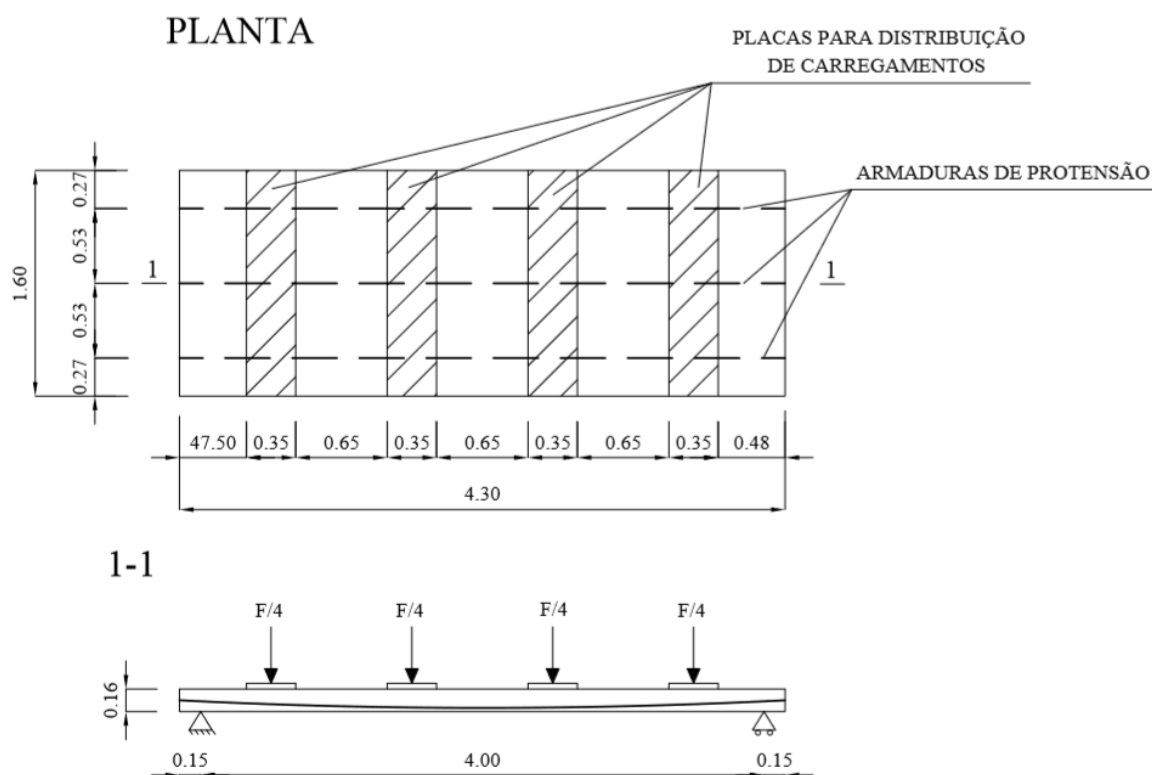 PLANTA
PLACAS PARA DISTRIBUIÇÃO
DE CARREGAMENTOS
ARMADURAS DE PROTENSÃO
0.27
0.53
1.60
0.53
0.27
1
1
47.50 0.35 0.65 0.35 0.65 0.35 0.65 0.35 0.48
4.30
1-1
F/4 F/4 F/4 F/4
0.16
0.15 4.00 0.15